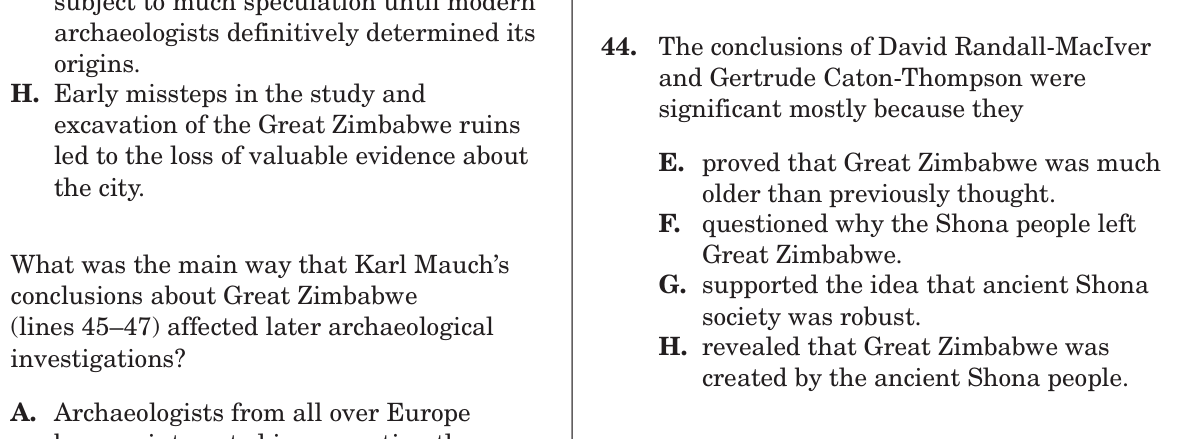 subject to much speculation until modern
archaeologists definitively determined its
origins.
H. Early missteps in the study and
excavation of the Great Zimbabwe ruins
led to the loss of valuable evidence about
the city.
What was the main way that Karl Mauch's
conclusions about Great Zimbabwe
(lines 45–47) affected later archaeological
investigations?
A. Archaeologists from all over Europe
44. The conclusions of David Randall-MacIver
and Gertrude Caton-Thompson were
significant mostly because they
E. proved that Great Zimbabwe was much
older than previously thought.
F. questioned why the Shona people left
Great Zimbabwe.
G. supported the idea that ancient Shona
society was robust.
H. revealed that Great Zimbabwe was
created by the ancient Shona people.